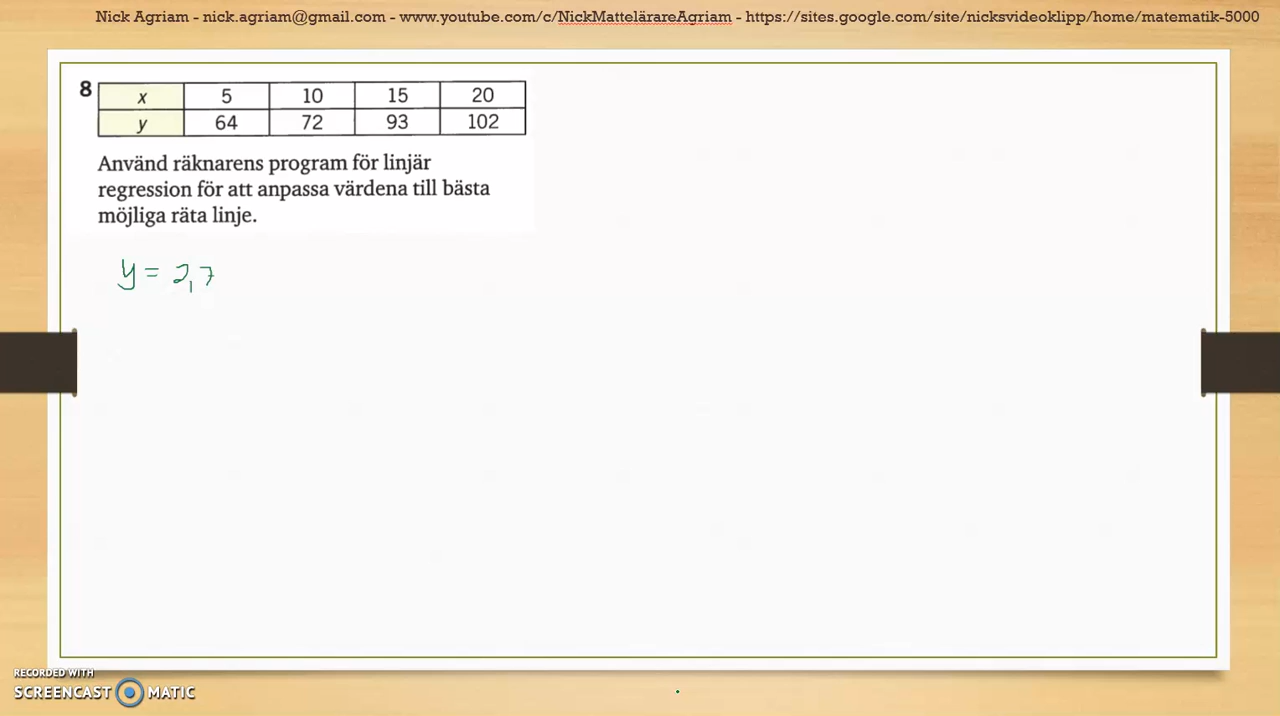 Nick Agriam - nick.agriam@gmail.com - www.youtube.com/c/NickMattelärareAgriam - https://sites.google.com/site/nicksvideoklipp/home/matematik-5000
8
x 5 10 15 20
y 64 72 93 102
Använd räknarens program för linjär
regression för att anpassa värdena till bästa
möjliga räta linje.
y = 2,7
RECORDED WITH
SCREENCAST MATIC